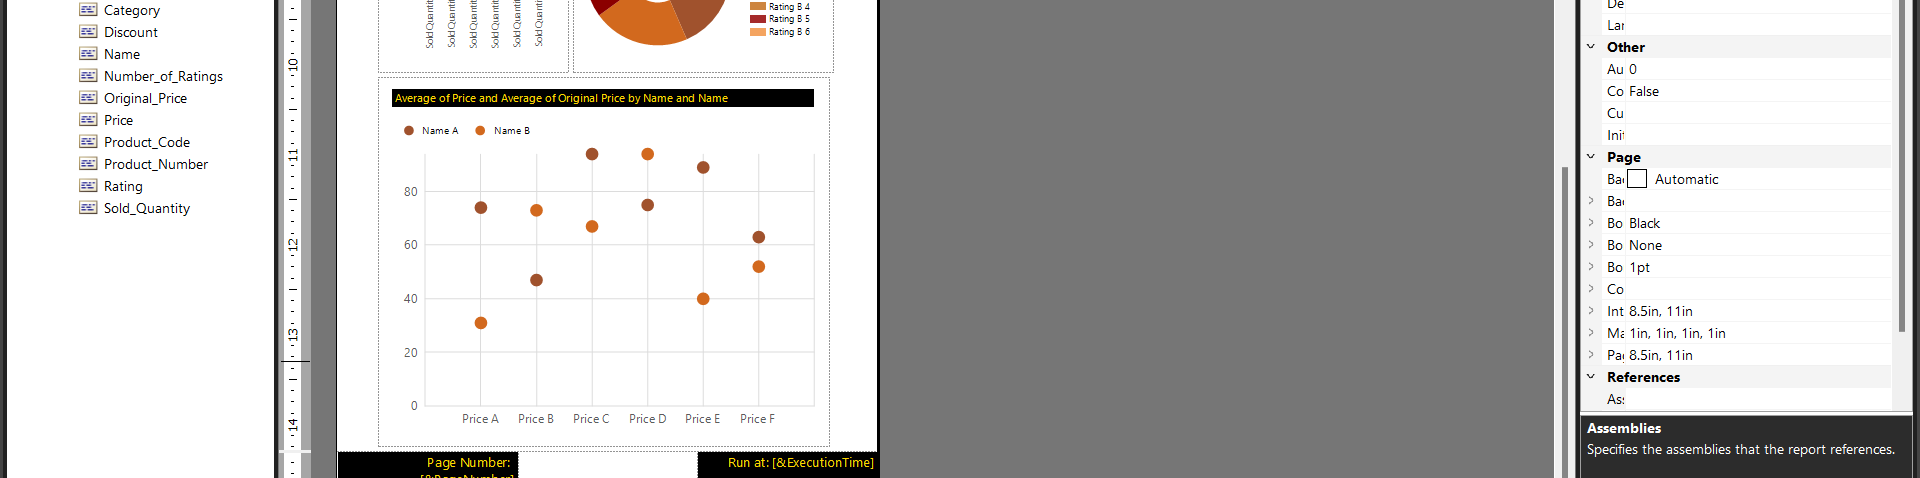 Category
Discount
Name
Number_of_Ratings
Original_Price
Price
Product_Code
Product_Number
Rating
Sold_Quantity
10
11
12
13
14
Sold Quantit
Sold Quantit
Sold Quantit
Sold Quantit
Sold Quantit
Sold Quantit
Rating B 4
Rating B 5
Rating B 6
Average of Price and Average of Original Price by Name and Name
Name A Name B
80
60
40
20
0
Price A Price B Price C Price D Price E Price F
Page Number:
Run at: [&ExecutionTime]
De
Lar
Other
Au 0
Co False
Cu
Init
Page
Bac Automatic
Bac
Bo Black
Bo None
Bo 1pt
Co
Int 8.5in, 11in
Ma 1in, 1in, 1in, 1in
Pag 8.5in, 11in
References
Ass
Assemblies
Specifies the assemblies that the report references.